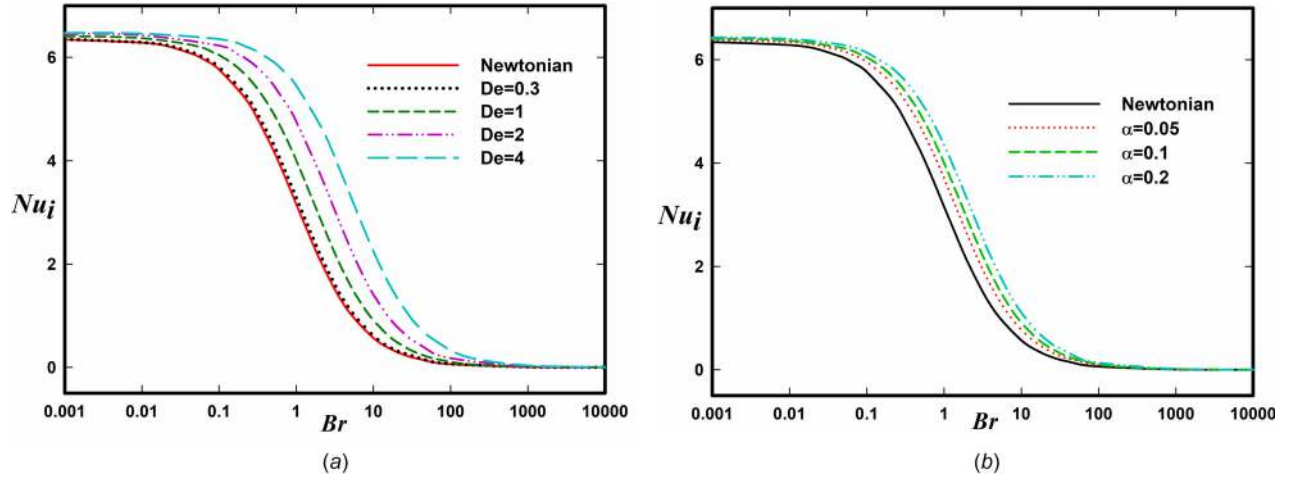 6
4
Nui
2
0
0.001 0.01 0.1 1 10 100 1000 10000
Br
Newtonian
De=0.3
De=1
De=2
De=4
(a)
6
4
Nui
2
0
0.001 0.01 0.1 1 10 100 1000 10000
Br
Newtonian
α=0.05
α=0.1
α=0.2
(b)